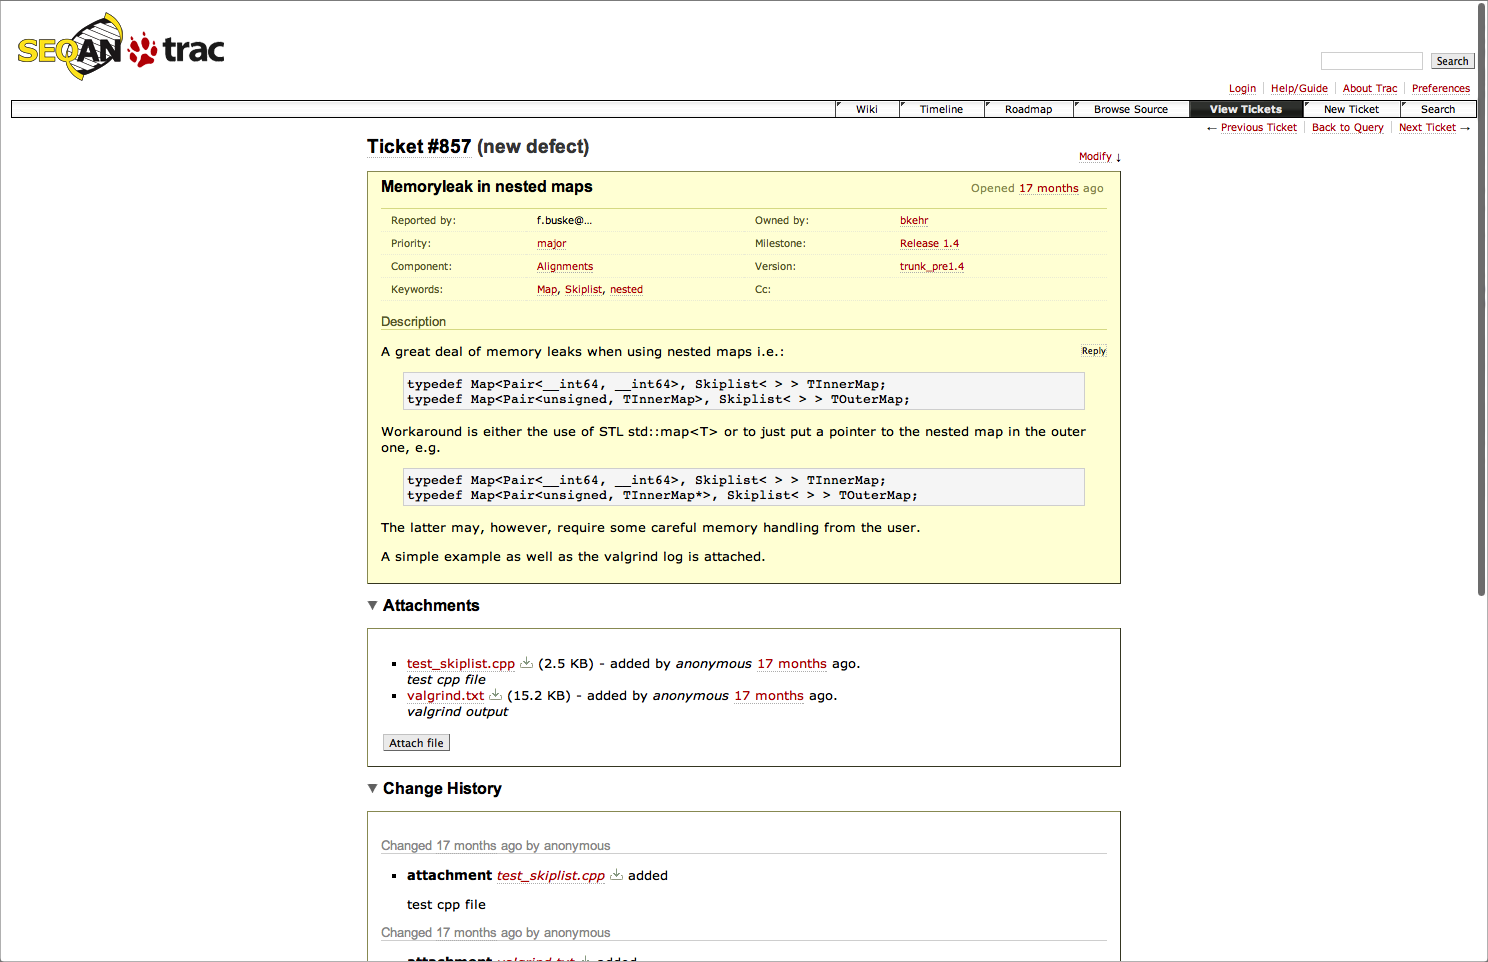 SEQAN trac
Search
Login Help/Guide About Trac Preferences
Wiki Timeline Roadmap Browse Source View Tickets New Ticket Search
← Previous Ticket Back to Query Next Ticket →
Ticket #857 (new defect)
Modify ↓
Memoryleak in nested maps
Opened 17 months ago
Reported by: f.buske@... Owned by: bkehr
Priority: major Milestone: Release 1.4
Component: Alignments Version: trunk_pre1.4
Keywords: Map, Skiplist, nested Cc:
Description
A great deal of memory leaks when using nested maps i.e.:
Reply
typedef Map<Pair<__int64, __int64>, Skiplist< > > TInnerMap;
typedef Map<Pair<unsigned, TInnerMap>, Skiplist< > > TOuterMap;
Workaround is either the use of STL std::map<T> or to just put a pointer to the nested map in the outer
one, e.g.
typedef Map<Pair<__int64, __int64>, Skiplist< > > TInnerMap;
typedef Map<Pair<unsigned, TInnerMap*>, Skiplist< > > TOuterMap;
The latter may, however, require some careful memory handling from the user.
A simple example as well as the valgrind log is attached.
▼ Attachments
▪ test_skiplist.cpp (2.5 KB) - added by anonymous 17 months ago.
test cpp file
▪ valgrind.txt (15.2 KB) - added by anonymous 17 months ago.
valgrind output
Attach file
▼ Change History
Changed 17 months ago by anonymous
▪ attachment test_skiplist.cpp added
test cpp file
Changed 17 months ago by anonymous
attachment valgrind.txt added